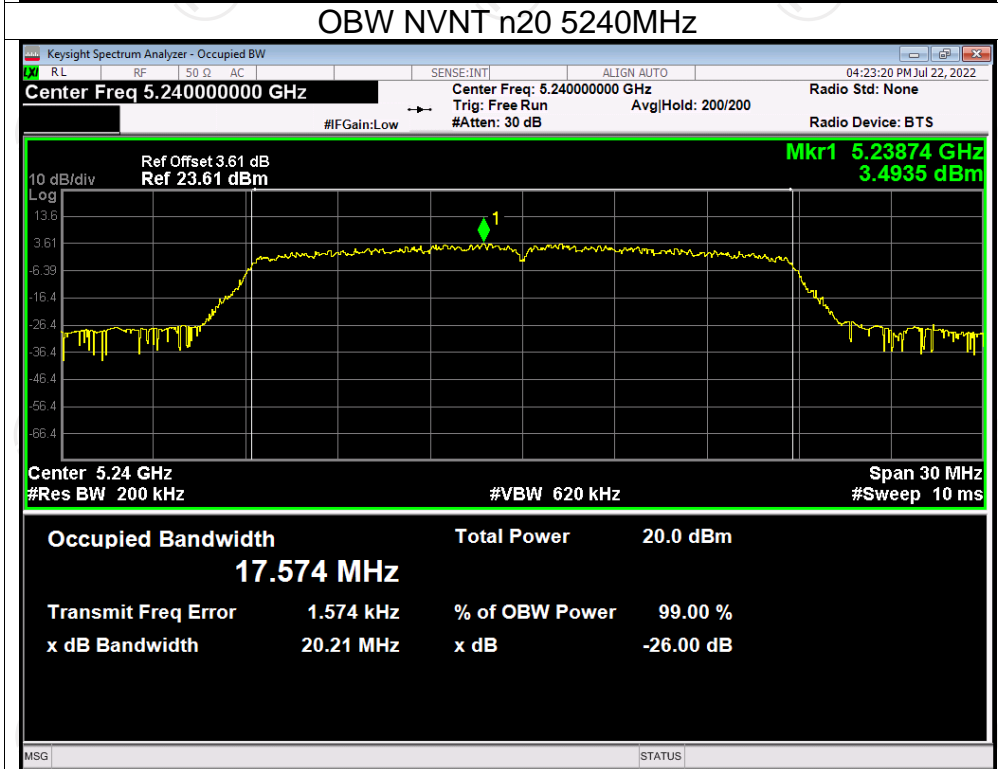 OBW NVNT n20 5240MHz
Keysight Spectrum Analyzer - Occupied BW
LXI RL RF 50 Ω AC SENSE:INT ALIGN AUTO 04:23:20 PM Jul 22, 2022
Center Freq 5.240000000 GHz Center Freq: 5.240000000 GHz Radio Std: None
Trig: Free Run Avg|Hold: 200/200
#IFGain:Low #Atten: 30 dB Radio Device: BTS
Mkr1 5.23874 GHz
Ref Offset 3.61 dB
10 dB/div Ref 23.61 dBm 3.4935 dBm
Log
13.6
1
3.61
-6.39
-16.4
-26.4
-36.4
-46.4
-56.4
-66.4
Center 5.24 GHz Span 30 MHz
#Res BW 200 kHz #VBW 620 kHz #Sweep 10 ms
Occupied Bandwidth Total Power 20.0 dBm
17.574 MHz
Transmit Freq Error 1.574 kHz % of OBW Power 99.00 %
x dB Bandwidth 20.21 MHz x dB -26.00 dB
MSG STATUS